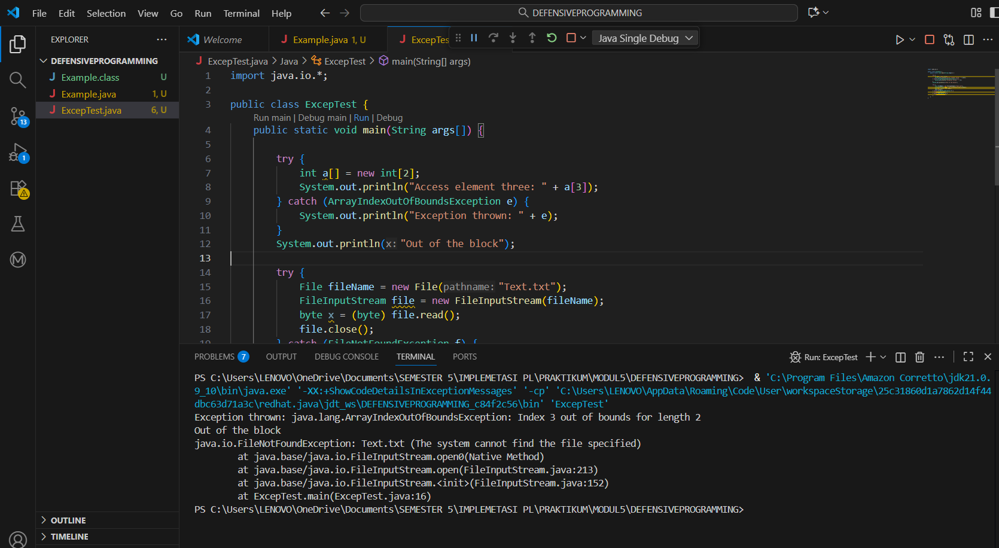 File Edit Selection View Go Run Terminal Help
DEFENSIVEPROGRAMMING
EXPLORER
DEFENSIVEPROGRAMMING
J Example.class U
J Example.java 1, U
J ExcepTest.java 6, U
13
1
OUTLINE
TIMELINE
Welcome
J Example.java 1, U
J ExcepTes
Java Single Debug
J ExcepTest.java > Java > ExcepTest > main(String[] args)
1 import java.io.*;
2
3 public class ExcepTest {
Run main | Debug main | Run | Debug
4 public static void main(String args[]) {
5
6 try {
7 int a[] = new int[2];
8 System.out.println("Access element three: " + a[3]);
9 } catch (ArrayIndexOutOfBoundsException e) {
10 System.out.println("Exception thrown: " + e);
11 }
12 System.out.println(x: "Out of the block");
13
14 try {
15 File fileName = new File(pathname: "Text.txt");
16 FileInputStream file = new FileInputStream(fileName);
17 byte x = (byte) file.read();
18 file.close();
19 } catch (FileNotFoundException f) {
PROBLEMS 7 OUTPUT DEBUG CONSOLE TERMINAL PORTS
Run: ExcepTest
PS C:\Users\LENOVO\OneDrive\Documents\SEMESTER 5\IMPLEMETASI PL\PRAKTIKUM\MODUL5\DEFENSIVEPROGRAMMING> & 'C:\Program Files\Amazon Corretto\jdk21.0.
9_10\bin\java.exe' '-XX:+ShowCodeDetailsInExceptionMessages' '-cp' 'C:\Users\LENOVO\AppData\Roaming\Code\User\workspaceStorage\25c31860d1a7862d14f44
dbc63d71a3c\redhat.java\jdt_ws\DEFENSIVEPROGRAMMING_c84f2c56\bin' 'ExcepTest'
Exception thrown: java.lang.ArrayIndexOutOfBoundsException: Index 3 out of bounds for length 2
Out of the block
java.io.FileNotFoundException: Text.txt (The system cannot find the file specified)
at java.base/java.io.FileInputStream.open0(Native Method)
at java.base/java.io.FileInputStream.open(FileInputStream.java:213)
at java.base/java.io.FileInputStream.<init>(FileInputStream.java:152)
at ExcepTest.main(ExcepTest.java:16)
PS C:\Users\LENOVO\OneDrive\Documents\SEMESTER 5\IMPLEMETASI PL\PRAKTIKUM\MODUL5\DEFENSIVEPROGRAMMING>